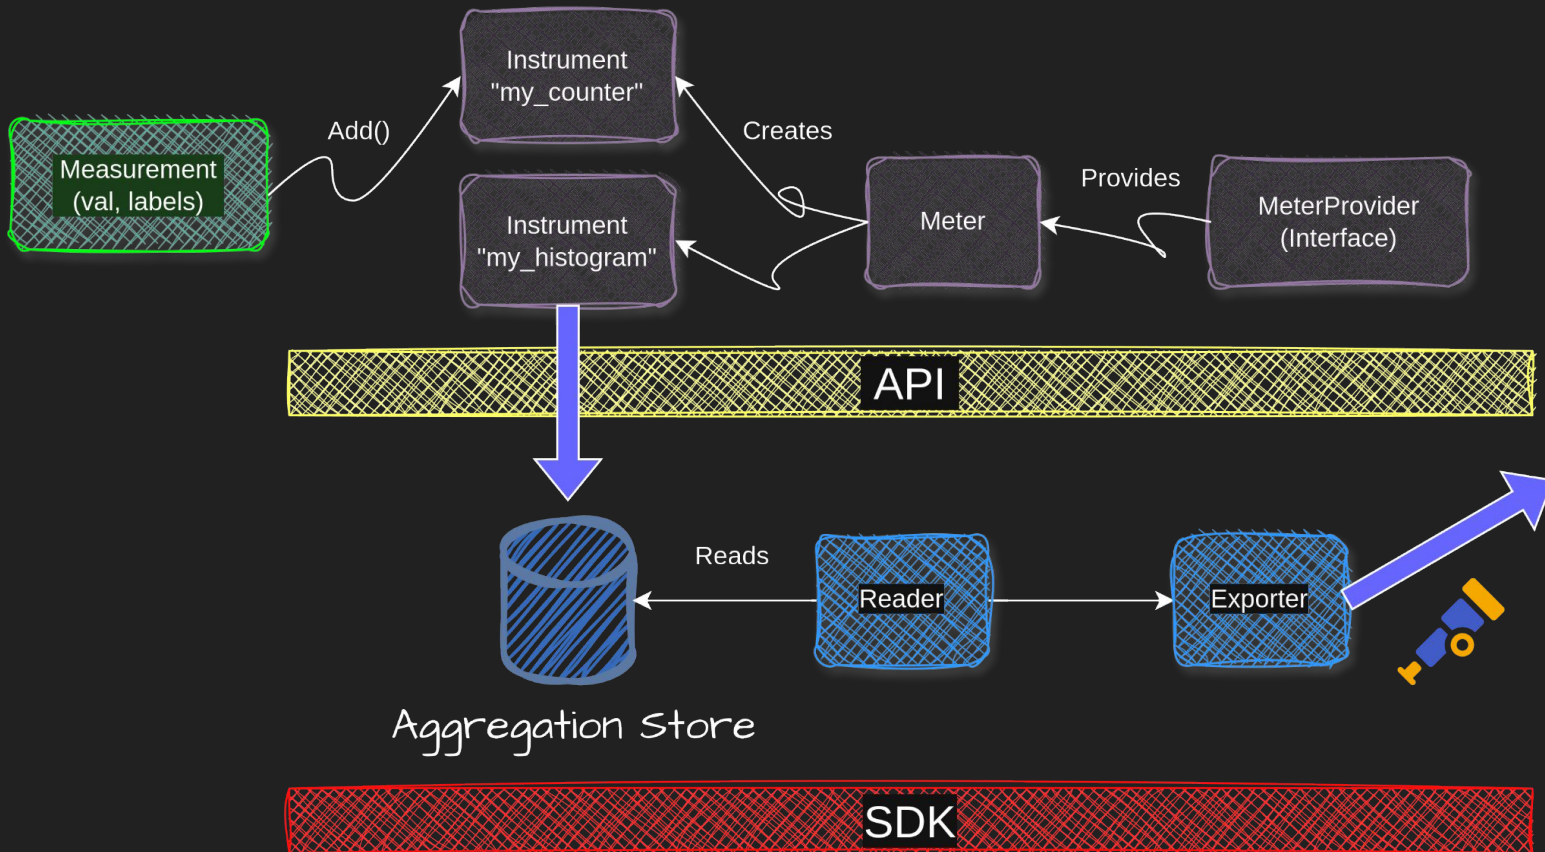 Instrument
"my_counter"
Add()
Creates
Measurement
(val, labels)
Provides
Instrument
"my_histogram"
Meter
MeterProvider
(Interface)
API
Reads
Reader
Exporter
Aggregation Store
SDK